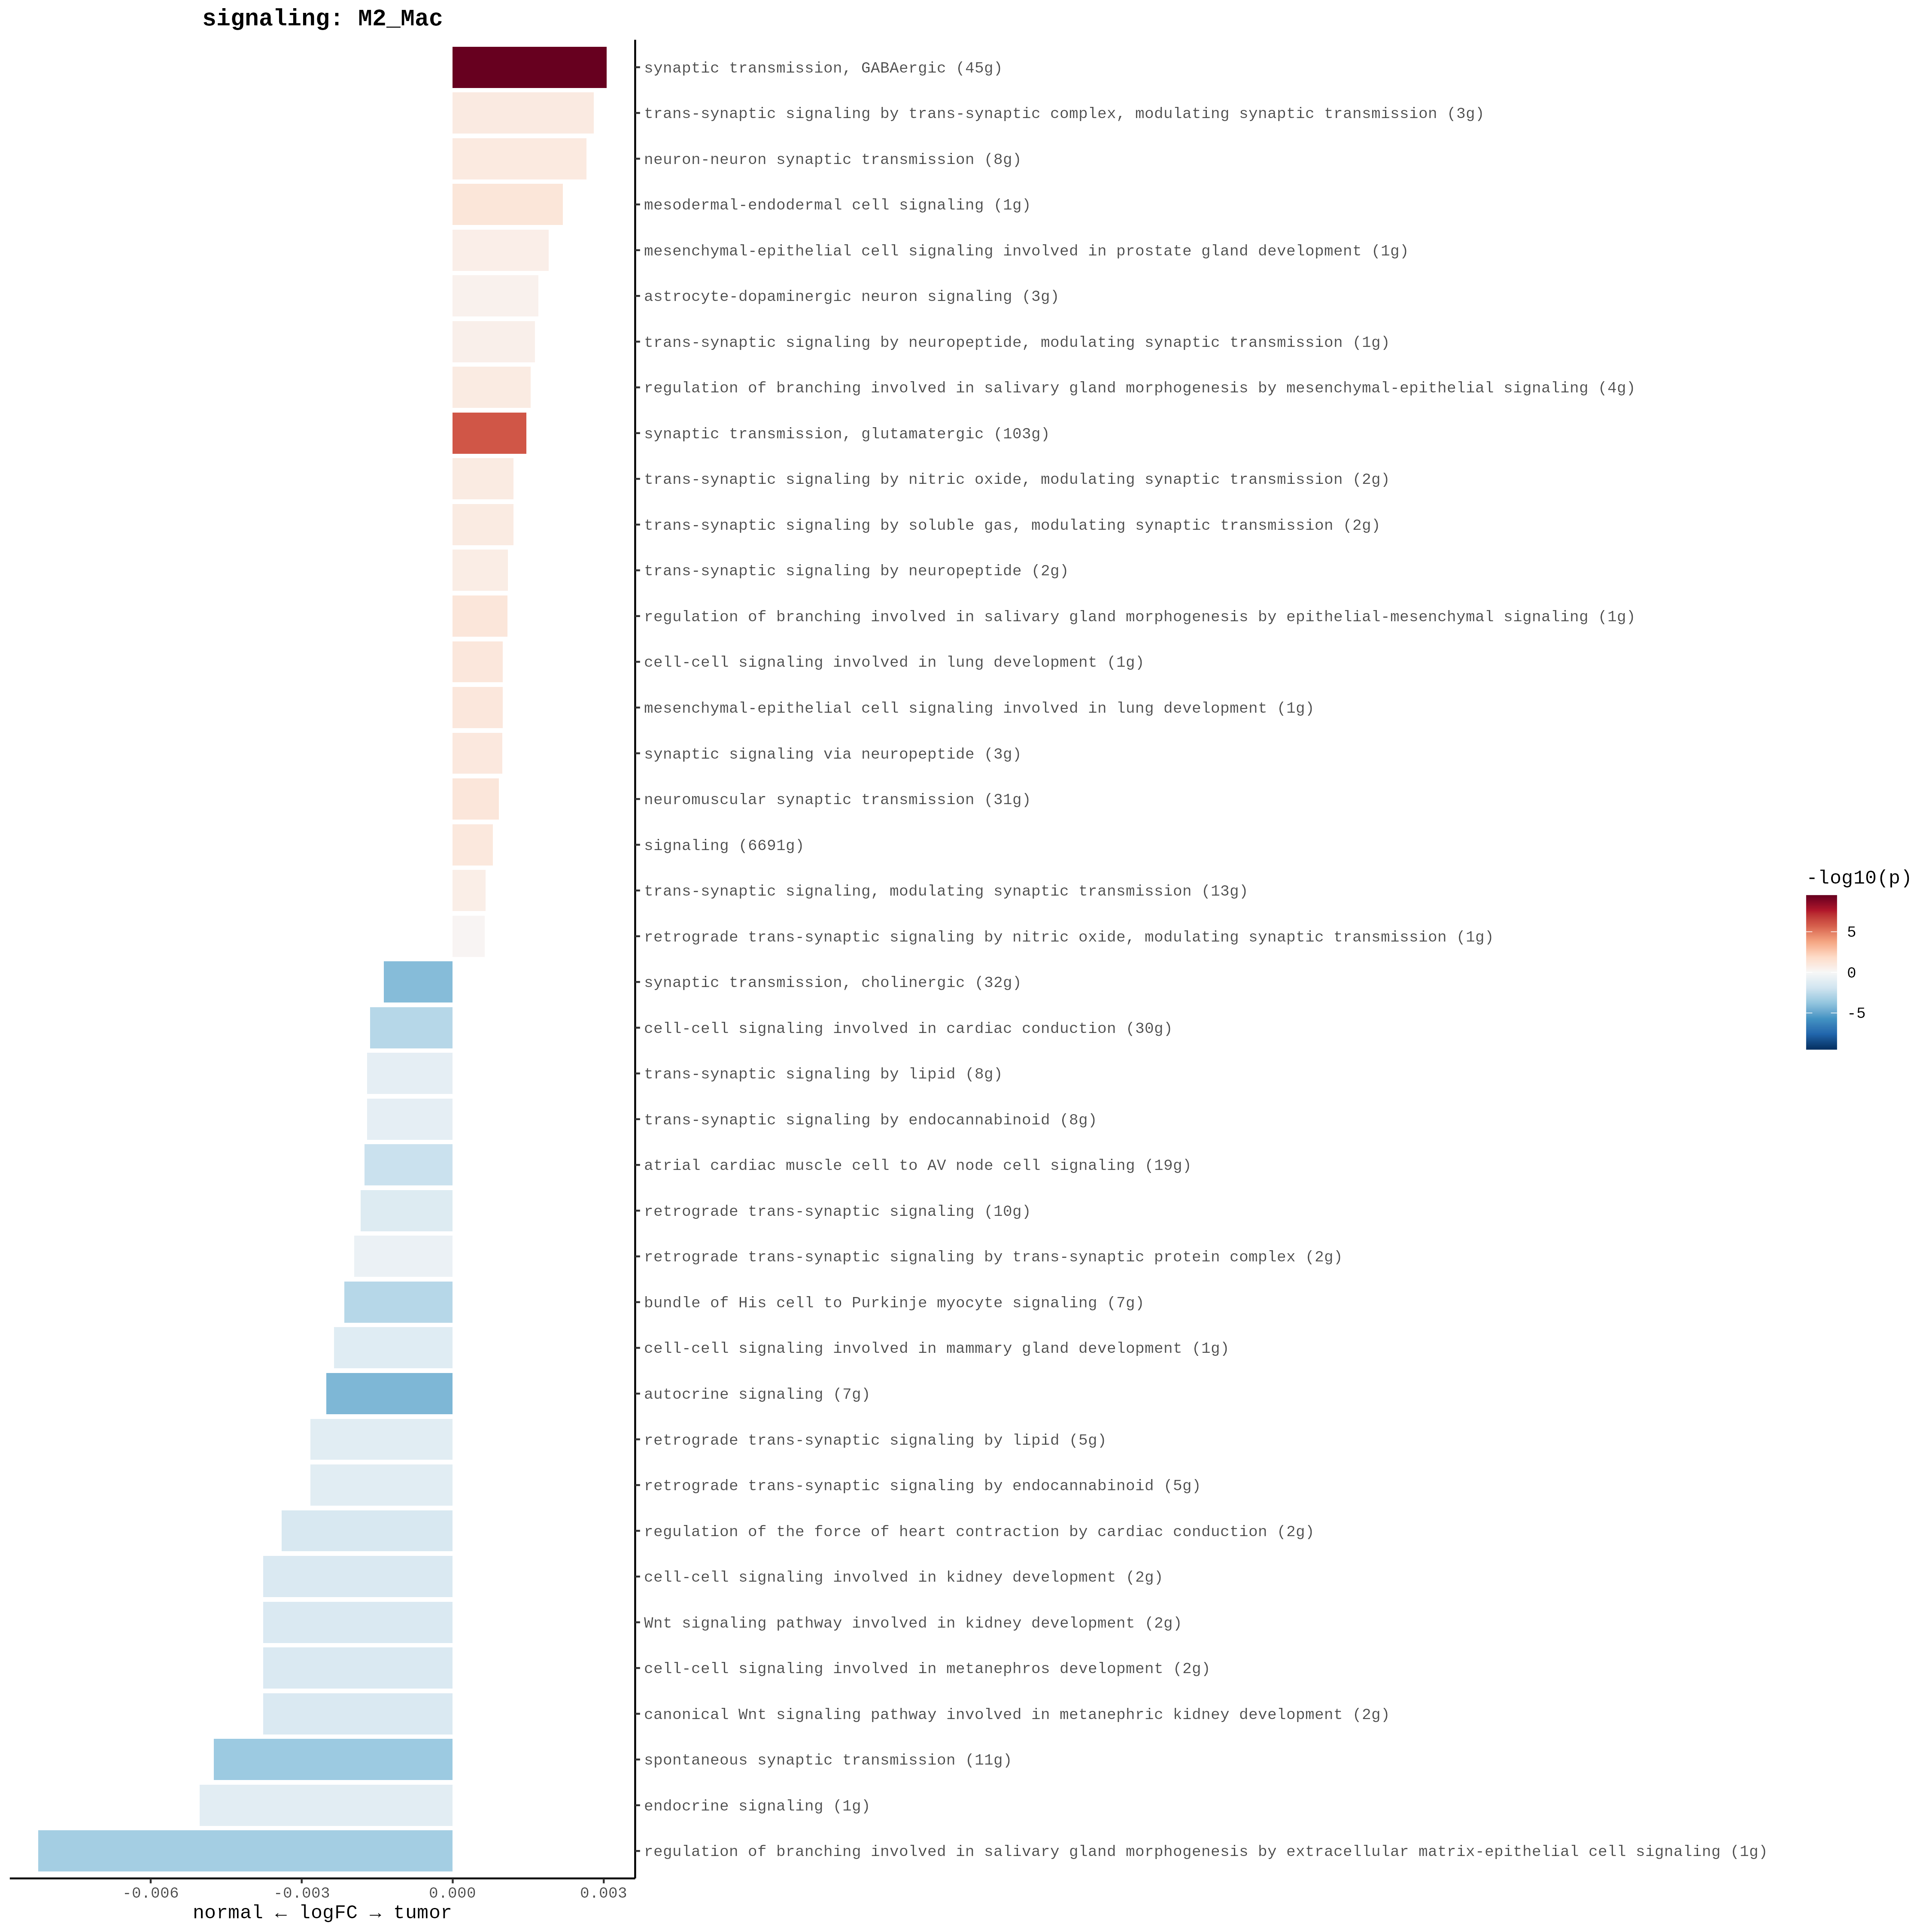 signaling: M2_Mac
synaptic transmission, GABAergic (45g)
trans-synaptic signaling by trans-synaptic complex, modulating synaptic transmission (3g)
neuron-neuron synaptic transmission (8g)
mesodermal-endodermal cell signaling (1g)
mesenchymal-epithelial cell signaling involved in prostate gland development (1g)
astrocyte-dopaminergic neuron signaling (3g)
trans-synaptic signaling by neuropeptide, modulating synaptic transmission (1g)
regulation of branching involved in salivary gland morphogenesis by mesenchymal-epithelial signaling (4g)
synaptic transmission, glutamatergic (103g)
trans-synaptic signaling by nitric oxide, modulating synaptic transmission (2g)
trans-synaptic signaling by soluble gas, modulating synaptic transmission (2g)
trans-synaptic signaling by neuropeptide (2g)
regulation of branching involved in salivary gland morphogenesis by epithelial-mesenchymal signaling (1g)
cell-cell signaling involved in lung development (1g)
mesenchymal-epithelial cell signaling involved in lung development (1g)
synaptic signaling via neuropeptide (3g)
neuromuscular synaptic transmission (31g)
signaling (6691g)
trans-synaptic signaling, modulating synaptic transmission (13g)
retrograde trans-synaptic signaling by nitric oxide, modulating synaptic transmission (1g)
synaptic transmission, cholinergic (32g)
cell-cell signaling involved in cardiac conduction (30g)
trans-synaptic signaling by lipid (8g)
trans-synaptic signaling by endocannabinoid (8g)
atrial cardiac muscle cell to AV node cell signaling (19g)
retrograde trans-synaptic signaling (10g)
retrograde trans-synaptic signaling by trans-synaptic protein complex (2g)
bundle of His cell to Purkinje myocyte signaling (7g)
cell-cell signaling involved in mammary gland development (1g)
autocrine signaling (7g)
retrograde trans-synaptic signaling by lipid (5g)
retrograde trans-synaptic signaling by endocannabinoid (5g)
regulation of the force of heart contraction by cardiac conduction (2g)
cell-cell signaling involved in kidney development (2g)
Wnt signaling pathway involved in kidney development (2g)
cell-cell signaling involved in metanephros development (2g)
canonical Wnt signaling pathway involved in metanephric kidney development (2g)
spontaneous synaptic transmission (11g)
endocrine signaling (1g)
regulation of branching involved in salivary gland morphogenesis by extracellular matrix-epithelial cell signaling (1g)
-0.006 -0.003 0.000 0.003
normal ← logFC → tumor
-log10(p)
5
0
-5